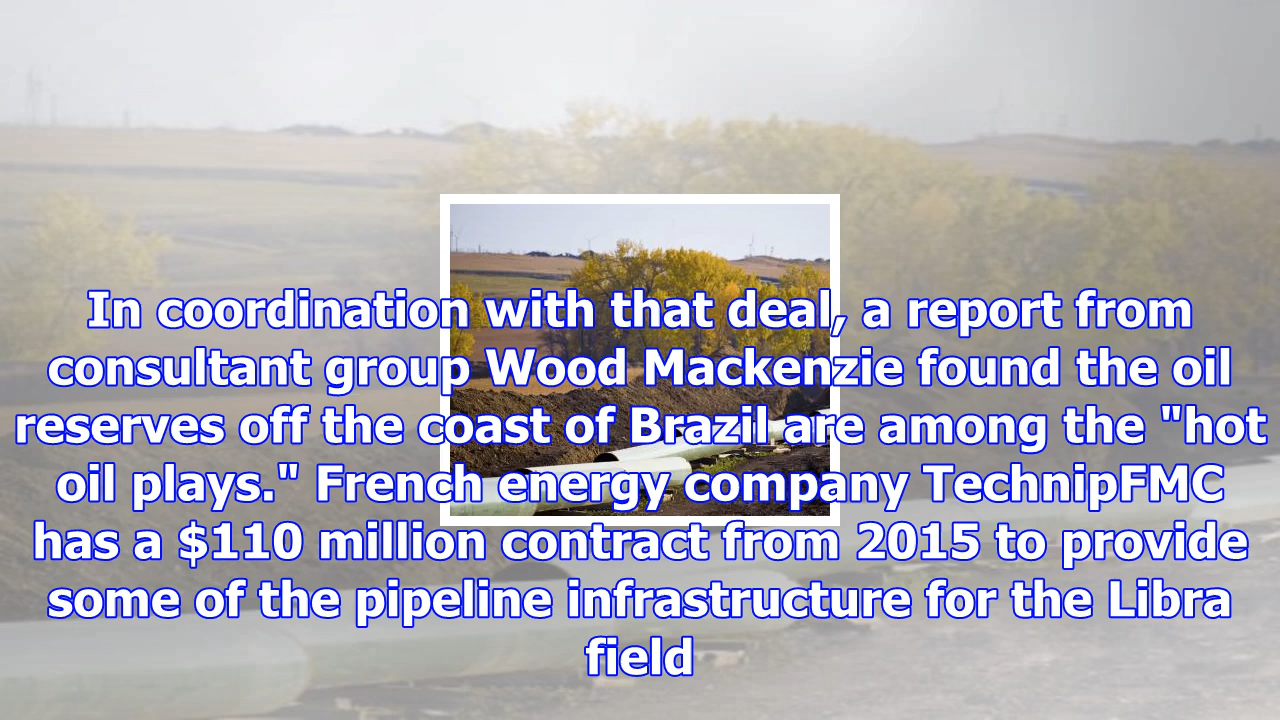 In coordination with that deal, a report from
consultant group Wood Mackenzie found the oil
reserves off the coast of Brazil are among the "hot
oil plays." French energy company TechnipFMC
has a $110 million contract from 2015 to provide
some of the pipeline infrastructure for the Libra
field